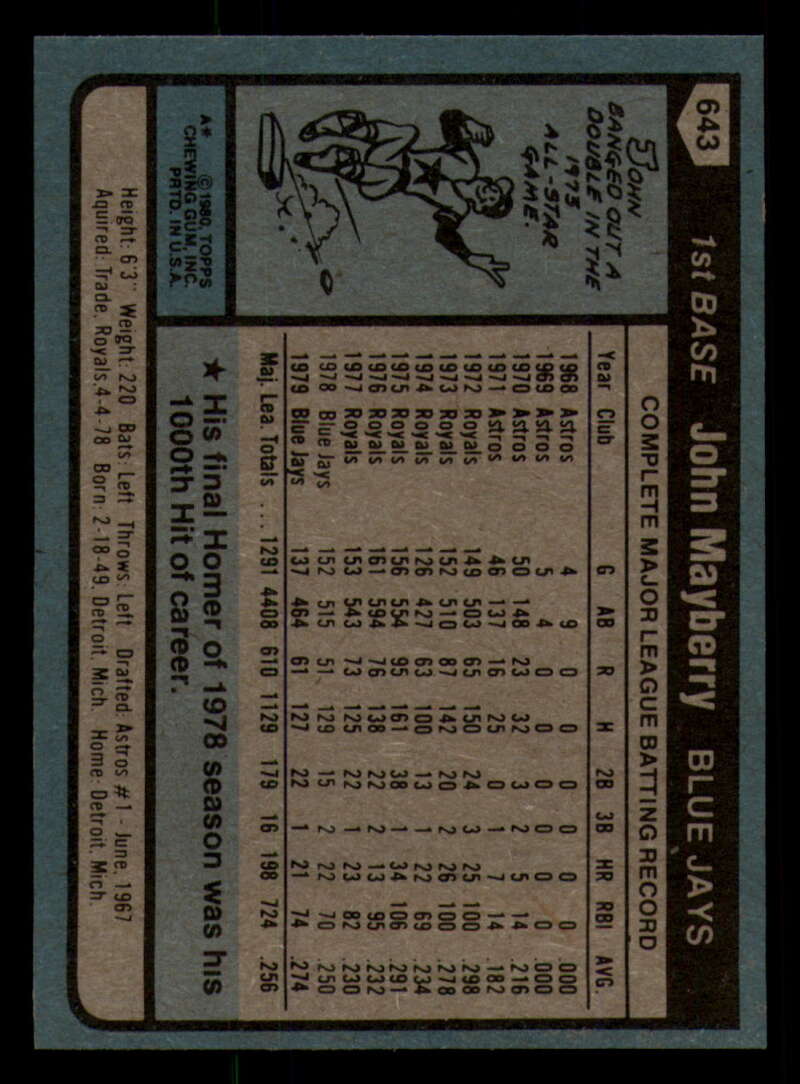 643 1st BASE John Mayberry BLUE JAYS
JOHN
BANGED OUT A
DOUBLE IN THE
1975
ALL-STAR
GAME.
A* © 1980, TOPPS
CHEWING GUM, INC.
PRTD. IN U.S.A.
COMPLETE MAJOR LEAGUE BATTING RECORD
Year Club G AB R H 2B 3B HR RBI AVG.
1968 Astros 4 9 0 0 0 0 0 0 .000
1969 Astros 5 4 0 0 0 0 0 0 .000
1970 Astros 50 148 23 32 3 2 5 14 .216
1971 Astros 46 137 16 25 0 1 7 14 .182
1972 Royals 149 503 65 150 24 3 25 100 .298
1973 Royals 152 510 87 142 20 2 26 100 .278
1974 Royals 126 427 63 100 13 1 22 69 .234
1975 Royals 156 554 95 161 38 1 34 106 .291
1976 Royals 161 594 76 138 22 2 13 95 .232
1977 Royals 153 543 73 125 22 1 23 82 .230
1978 Blue Jays 152 515 51 129 15 2 22 70 .250
1979 Blue Jays 137 464 61 127 22 1 21 74 .274
Maj. Lea. Totals ... 1291 4408 610 1129 179 16 198 724 .256
★ His final Homer of 1978 season was his
1000th Hit of career.
Height: 6'3" Weight: 220 Bats: Left Throws: Left Drafted: Astros #1 - June, 1967
Aquired: Trade, Royals, 4-4-78 Born: 2-18-49, Detroit, Mich. Home: Detroit, Mich.